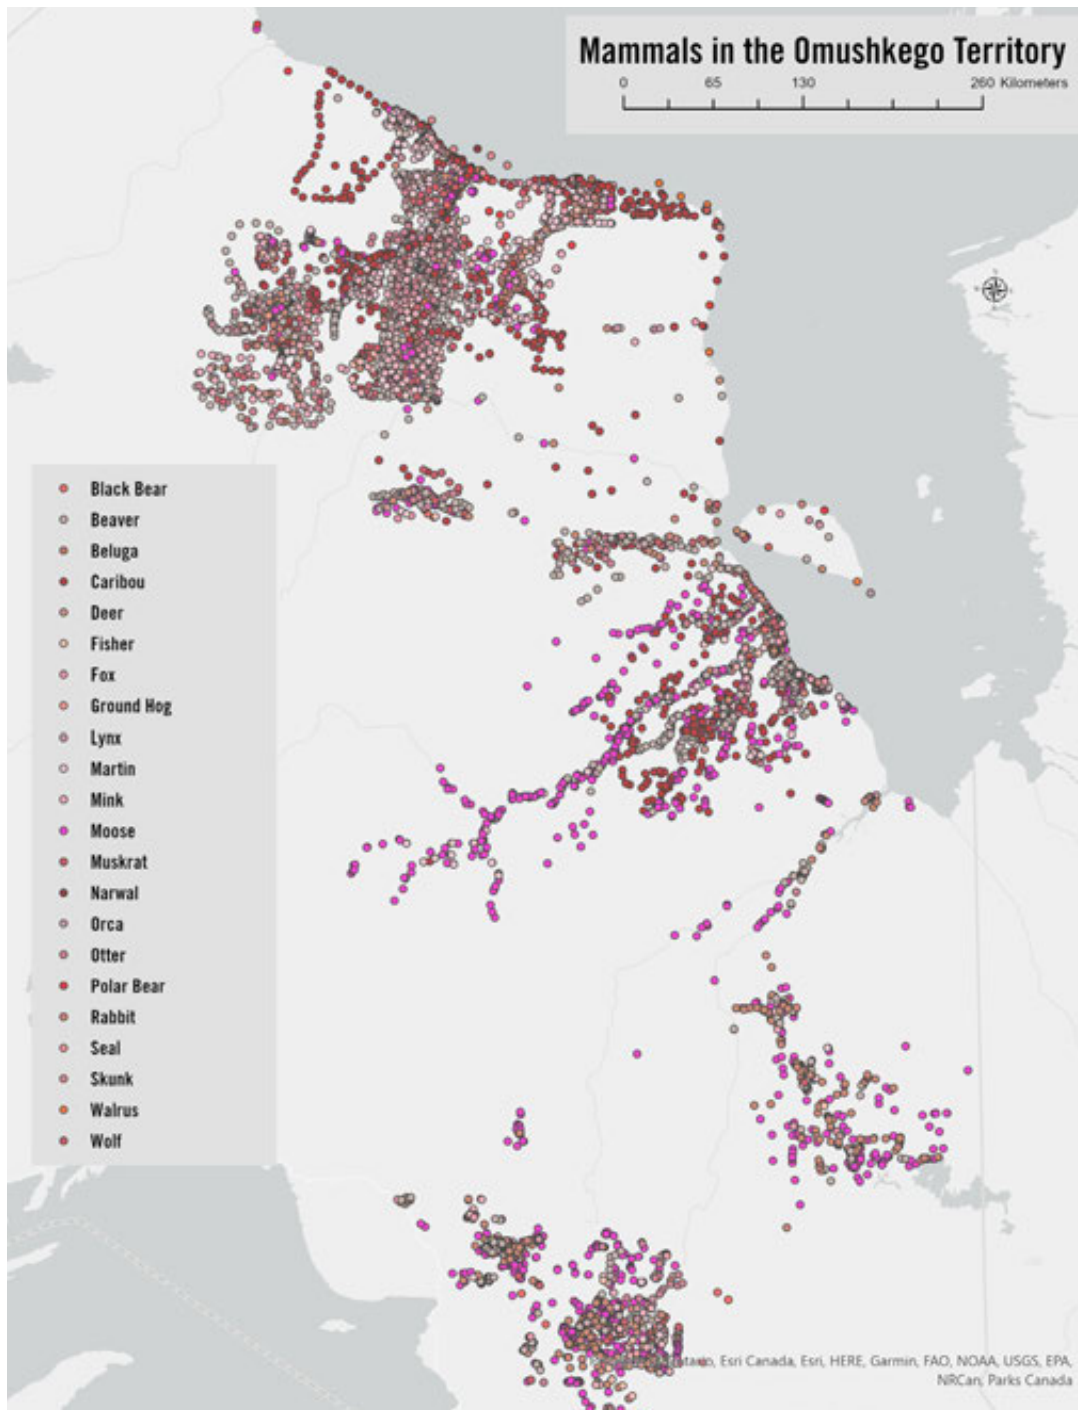 Mammals in the Omushkego Territory
0 65 130 260 Kilometers
Black Bear
Beaver
Beluga
Caribou
Deer
Fisher
Fox
Ground Hog
Lynx
Martin
Mink
Moose
Muskrat
Narwal
Orca
Otter
Polar Bear
Rabbit
Seal
Skunk
Walrus
Wolf
Esri Canada, Esri, HERE, Garmin, FAO, NOAA, USGS, EPA,
NRCan, Parks Canada